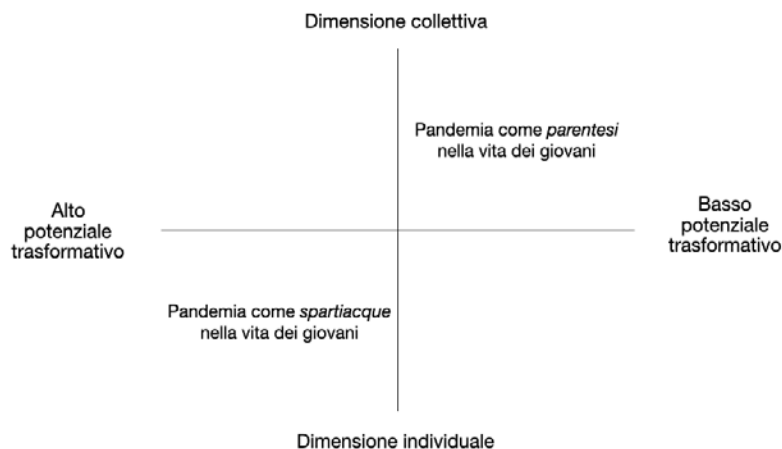 Dimensione collettiva
Pandemia come parentesi
nella vita dei giovani
Alto
potenziale
trasformativo
Basso
potenziale
trasformativo
Pandemia come spartiacque
nella vita dei giovani
Dimensione individuale